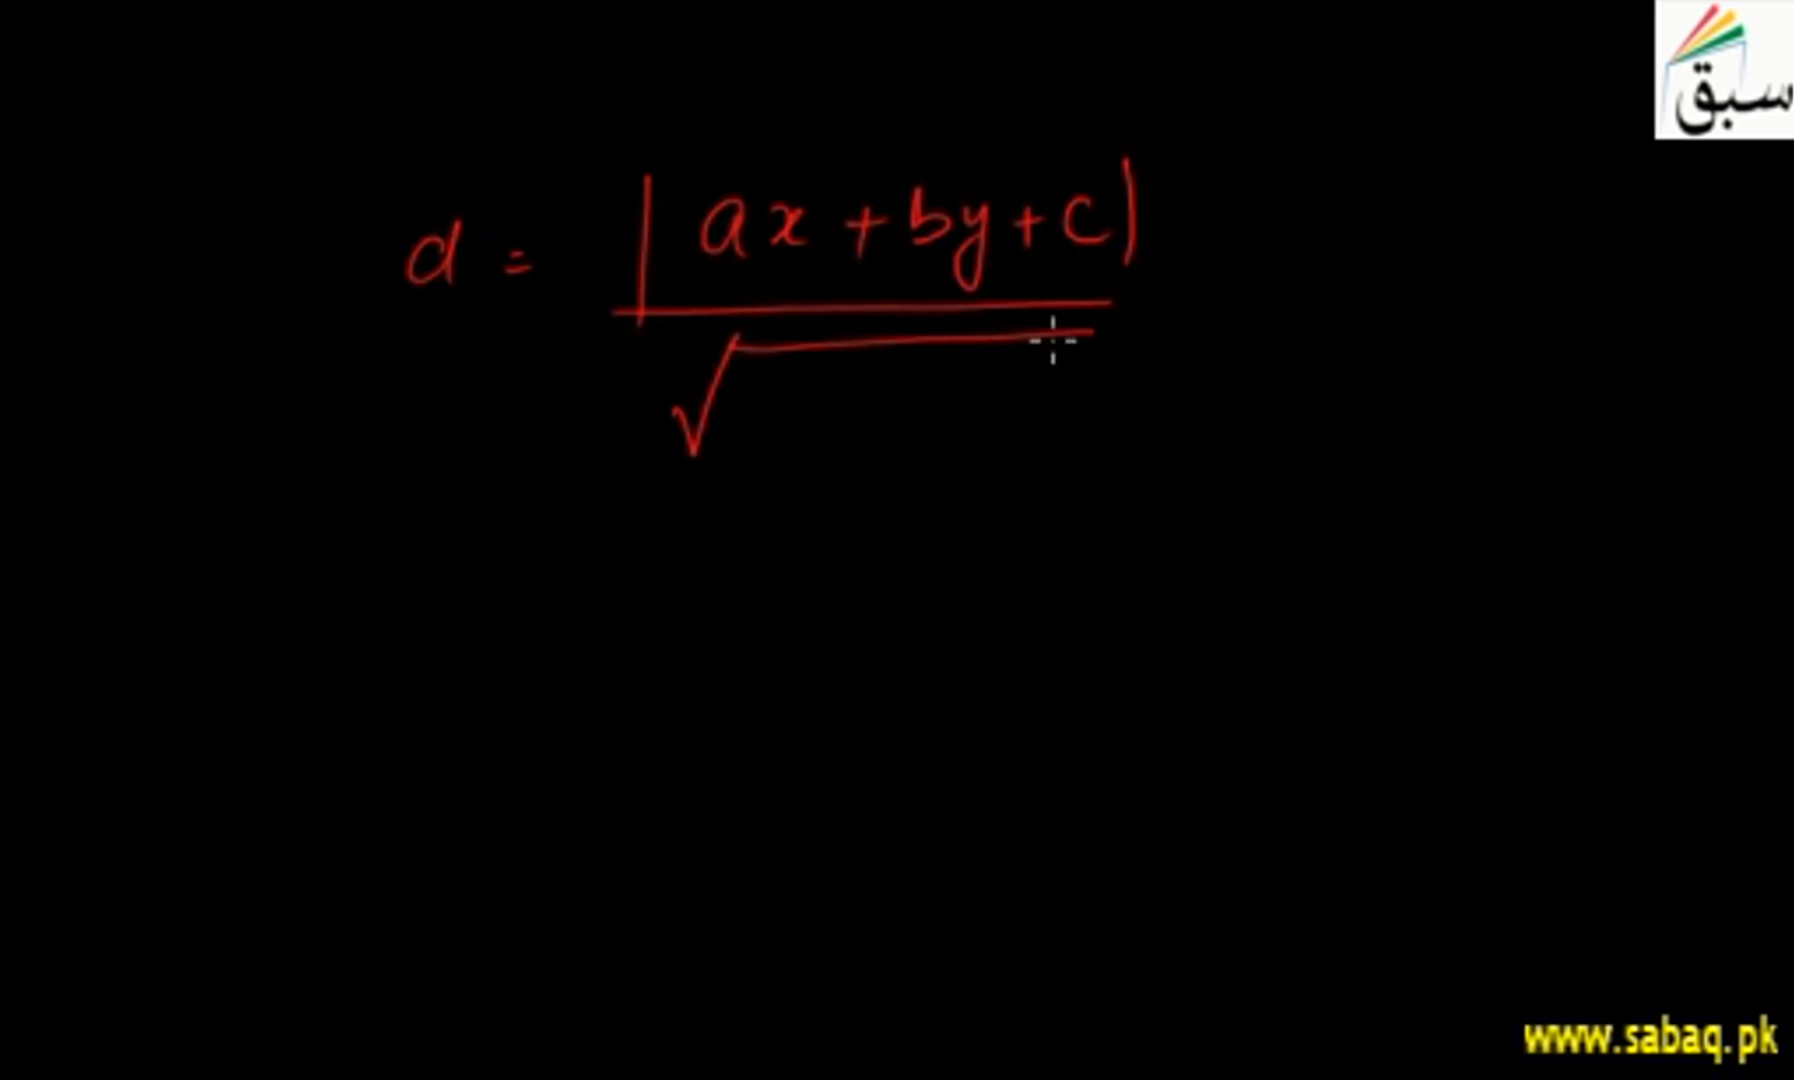 سبق
d = | ax + by + c |
√
www.sabaq.pk